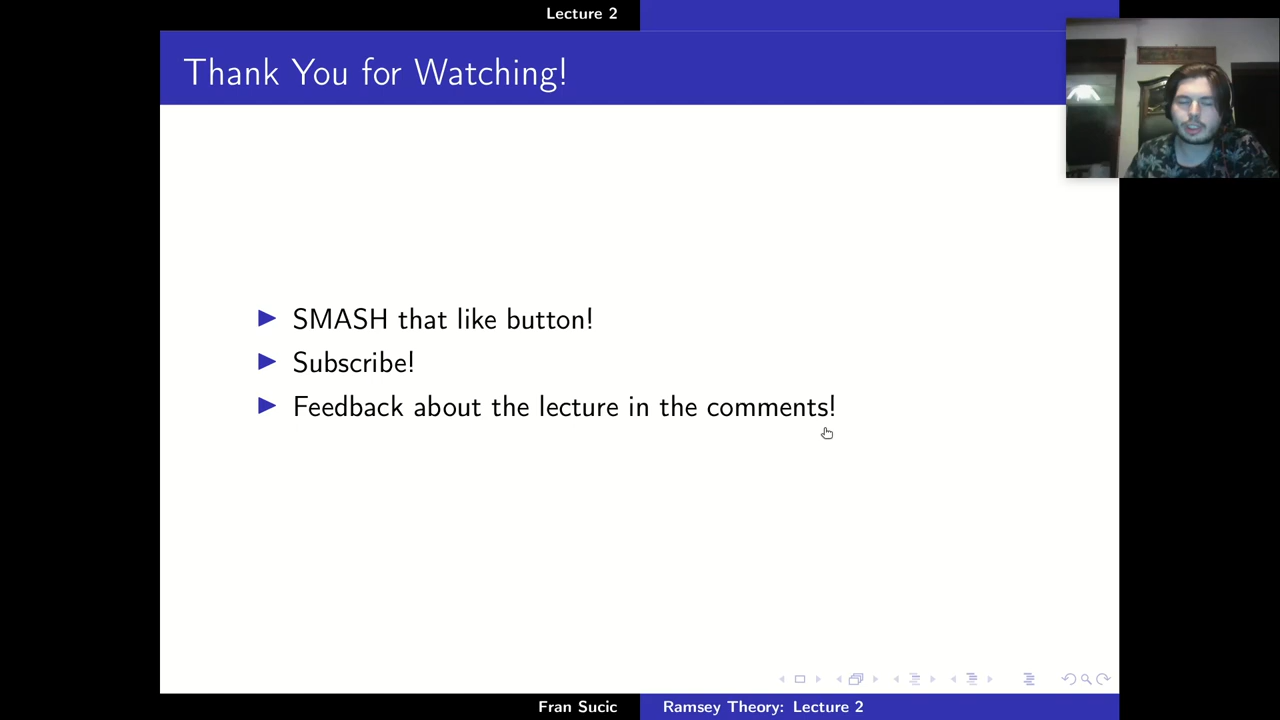 Lecture 2
Thank You for Watching!
SMASH that like button!
Subscribe!
Feedback about the lecture in the comments!
Fran Sucic
Ramsey Theory: Lecture 2